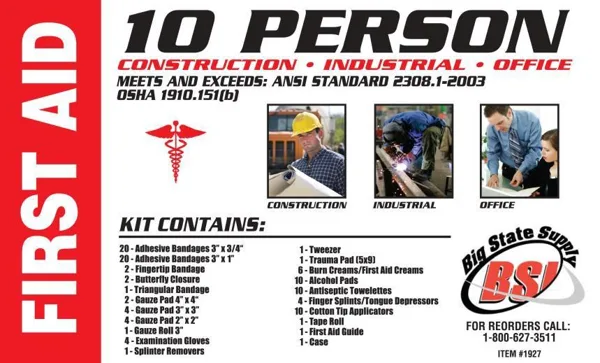 FIRST AID
10 PERSON
CONSTRUCTION • INDUSTRIAL • OFFICE
MEETS AND EXCEEDS: ANSI STANDARD 2308.1-2003
OSHA 1910.151(b)
CONSTRUCTION
INDUSTRIAL
OFFICE
KIT CONTAINS:
20 - Adhesive Bandages 3" x 3/4"
20 - Adhesive Bandages 3" x 1"
2 - Fingertip Bandage
2 - Butterfly Closure
1 - Triangular Bandage
2 - Gauze Pad 4" x 4"
4 - Gauze Pad 3" x 3"
4 - Gauze Pad 2" x 2"
1 - Gauze Roll 3"
4 - Examination Gloves
1 - Splinter Removers
1 - Tweezer
1 - Trauma Pad (5x9)
6 - Burn Creams/First Aid Creams
10 - Alcohol Pads
10 - Antiseptic Towelettes
4 - Finger Splints/Tongue Depressors
10 - Cotton Tip Applicators
1 - Tape Roll
1 - First Aid Guide
1 - Case
Big State Supply
BSI
FOR REORDERS CALL:
1-800-627-3511
ITEM #1927